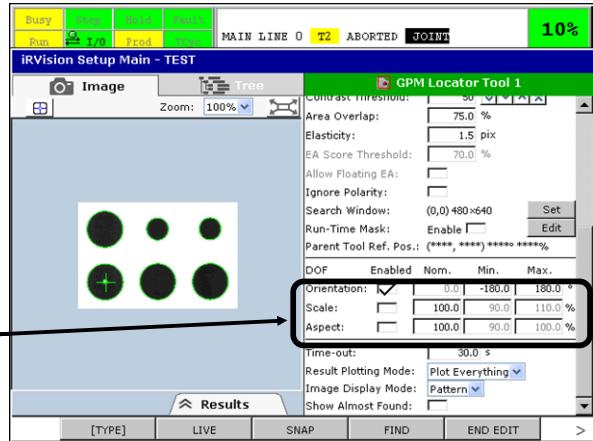 Busy Step Hold Fault
Run I/O Prod TCyc
MAIN LINE 0 T2 ABORTED JOINT
10%
iRVision Setup Main - TEST
Image Tree
GPM Locator Tool 1
Zoom: 100%
Contrast Threshold: 50
Area Overlap: 75.0 %
Elasticity: 1.5 pix
EA Score Threshold: 70.0 %
Allow Floating EA:
Ignore Polarity:
Search Window: (0,0) 480×640 Set
Run-Time Mask: Enable Edit
Parent Tool Ref. Pos.: (****, ****) ****° ****%
DOF Enabled Nom. Min. Max.
Orientation: 0.0 -180.0 180.0 °
Scale: 100.0 90.0 110.0 %
Aspect: 100.0 90.0 100.0 %
Time-out: 30.0 s
Result Plotting Mode: Plot Everything
Image Display Mode: Pattern
Show Almost Found:
Results
[TYPE] LIVE SNAP FIND END EDIT >